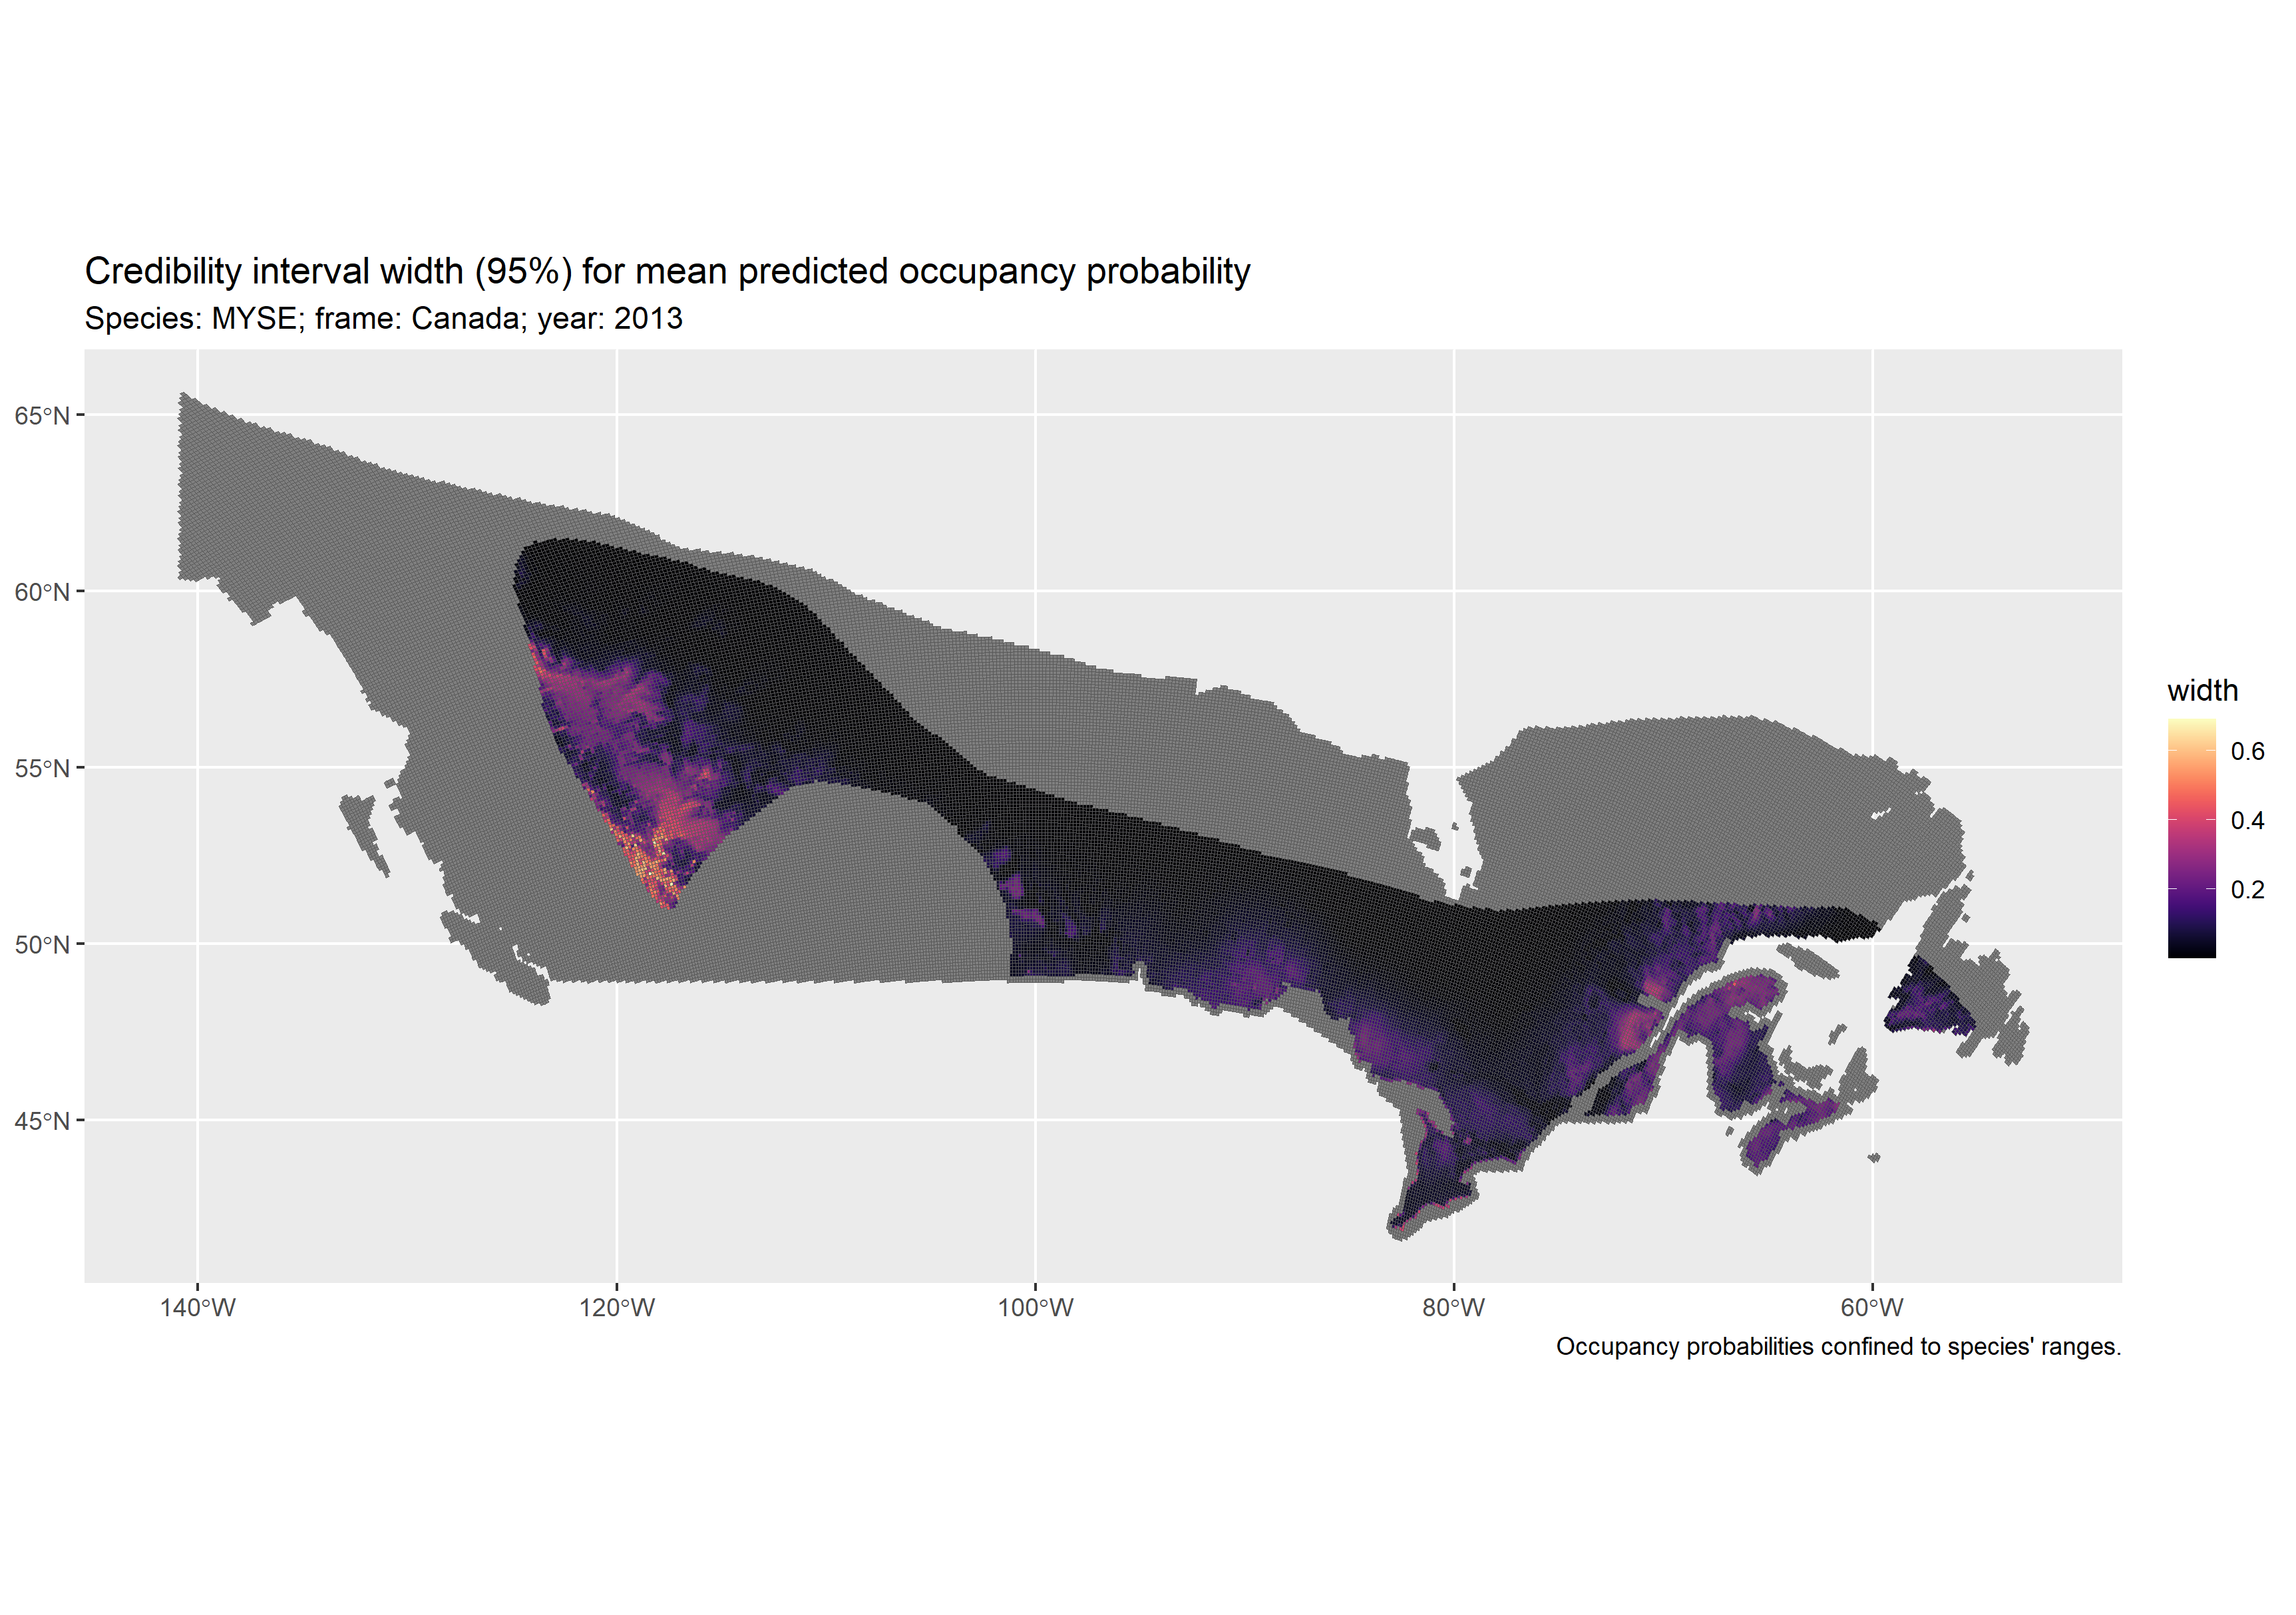 Credibility interval width (95%) for mean predicted occupancy probability
Species: MYSE; frame: Canada; year: 2013
65°N
60°N
55°N
50°N
45°N
140°W
120°W
100°W
80°W
60°W
width
0.6
0.4
0.2
Occupancy probabilities confined to species' ranges.